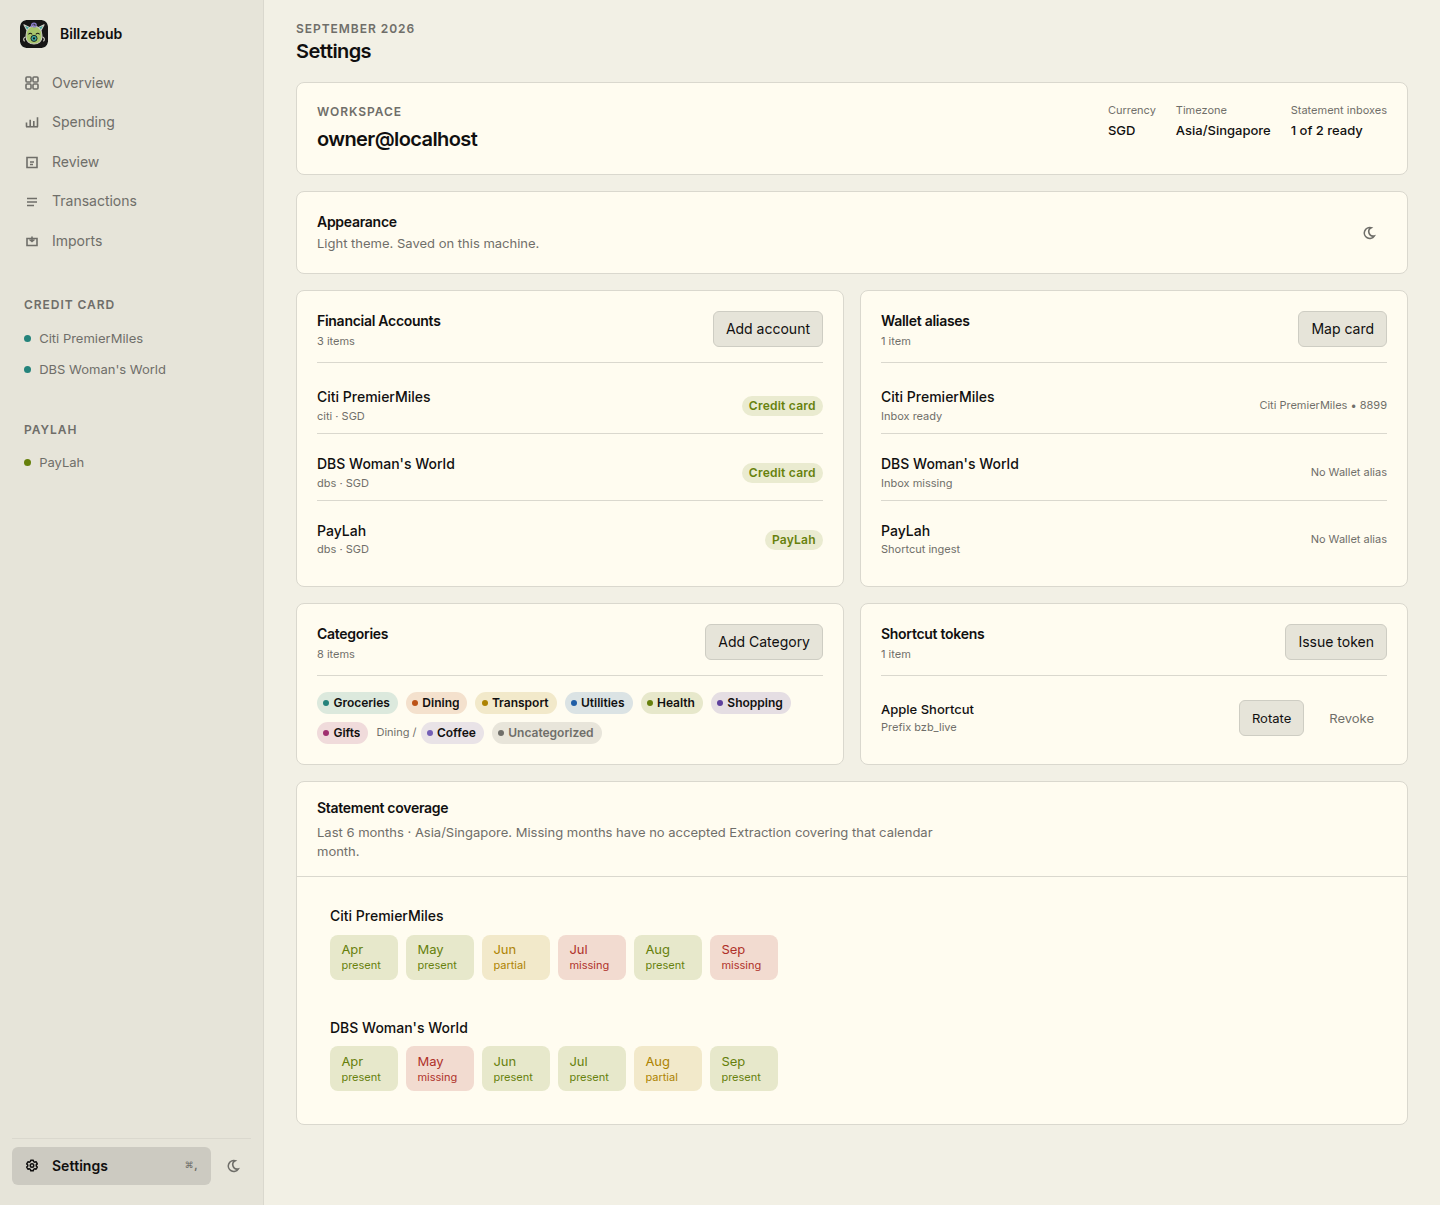 Billzebub
Overview
Spending
Review
Transactions
Imports
CREDIT CARD
Citi PremierMiles
DBS Woman's World
PAYLAH
PayLah
Settings ⌘,
SEPTEMBER 2026
Settings
WORKSPACE
owner@localhost
Currency
SGD
Timezone
Asia/Singapore
Statement inboxes
1 of 2 ready
Appearance
Light theme. Saved on this machine.
Financial Accounts
3 items
Add account
Citi PremierMiles
citi · SGD
Credit card
DBS Woman's World
dbs · SGD
Credit card
PayLah
dbs · SGD
PayLah
Wallet aliases
1 item
Map card
Citi PremierMiles
Inbox ready
Citi PremierMiles • 8899
DBS Woman's World
Inbox missing
No Wallet alias
PayLah
Shortcut ingest
No Wallet alias
Categories
8 items
Add Category
Groceries Dining Transport Utilities Health Shopping
Gifts Dining / Coffee Uncategorized
Shortcut tokens
1 item
Issue token
Apple Shortcut
Prefix bzb_live
Rotate Revoke
Statement coverage
Last 6 months · Asia/Singapore. Missing months have no accepted Extraction covering that calendar
month.
Citi PremierMiles
Apr May Jun Jul Aug Sep
present present partial missing present missing
DBS Woman's World
Apr May Jun Jul Aug Sep
present missing present present partial present